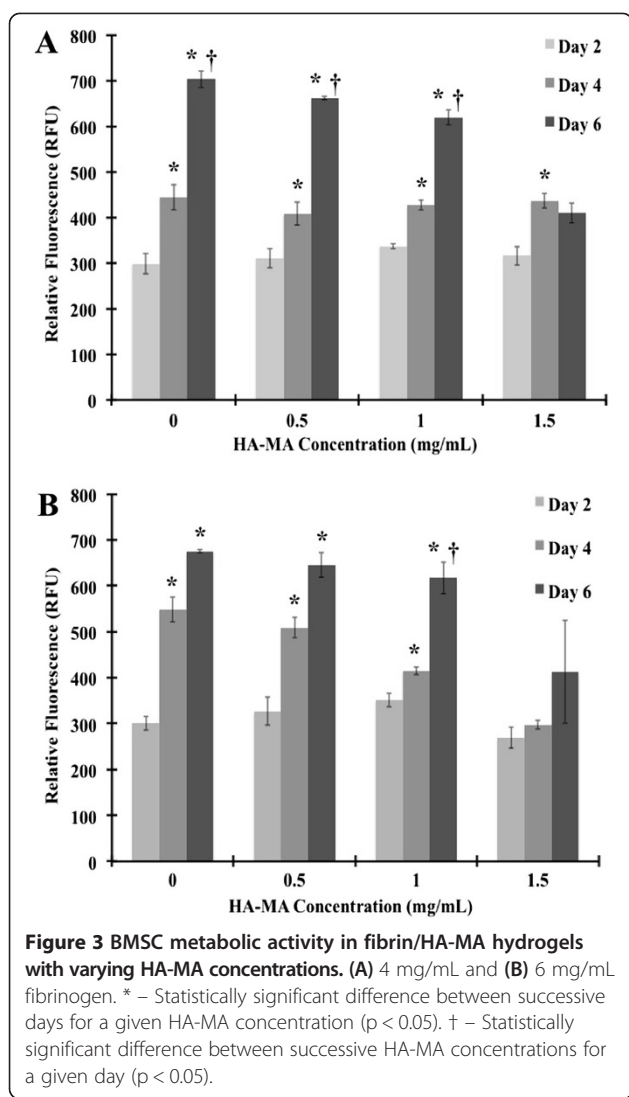 A
Relative Fluorescence (RFU)
800
700
600
500
400
300
200
100
0
* †
* †
* †
*
*
*
*
Day 2
Day 4
Day 6
0 0.5 1 1.5
HA-MA Concentration (mg/mL)
B
Relative Fluorescence (RFU)
800
700
600
500
400
300
200
100
0
*
*
*
*
*
* †
Day 2
Day 4
Day 6
0 0.5 1 1.5
HA-MA Concentration (mg/mL)
Figure 3 BMSC metabolic activity in fibrin/HA-MA hydrogels
with varying HA-MA concentrations. (A) 4 mg/mL and (B) 6 mg/mL
fibrinogen. * – Statistically significant difference between successive
days for a given HA-MA concentration (p < 0.05). † – Statistically
significant difference between successive HA-MA concentrations for
a given day (p < 0.05).